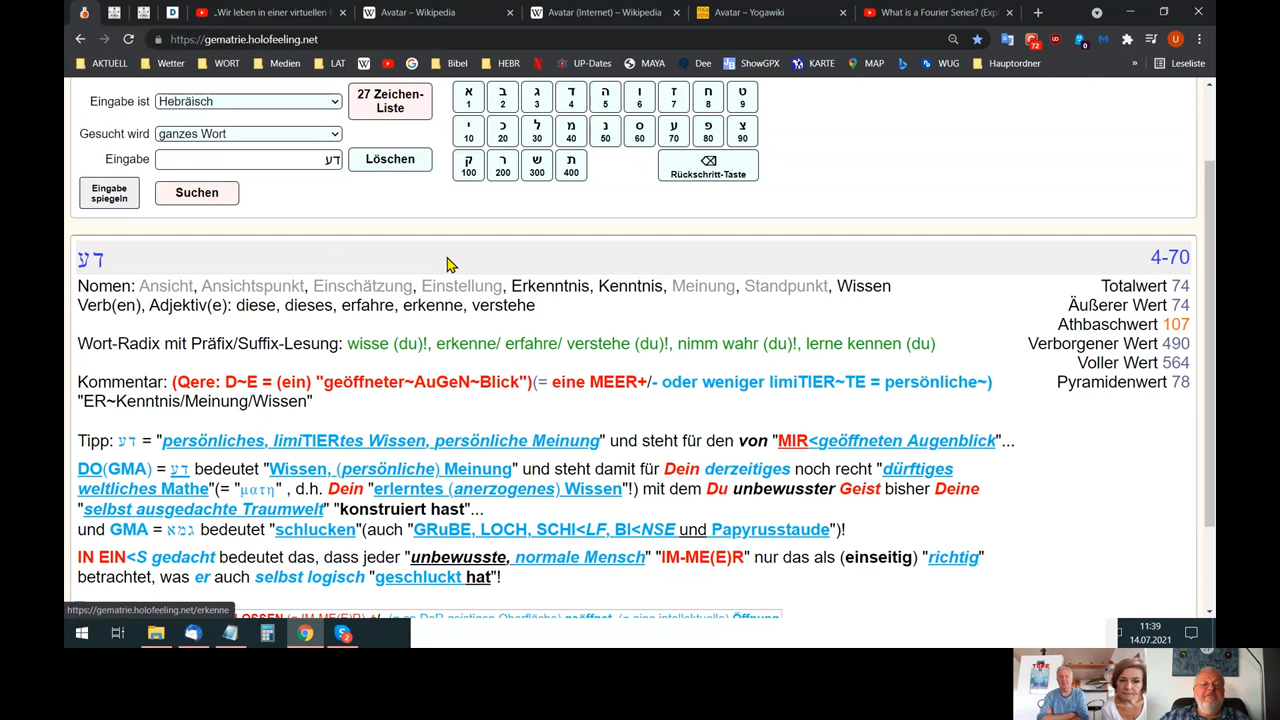 „Wir leben in einer virtuellen
Avatar – Wikipedia
Avatar (Internet) – Wikipedia
Avatar – Yogawiki
What is a Fourier Series? (Exp
https://gematrie.holofeeling.net
72
0
U
AKTUELL Wetter WORT Medien LAT Bibel HEBR UP-Dates MAYA Dee ShowGPX KARTE MAP WUG Hauptordner » Leseliste
Eingabe ist Hebräisch
27 Zeichen-
Liste
Gesucht wird ganzes Wort
Eingabe דע Löschen
Eingabe
spiegeln
Suchen
א ב ג ד ה ו ז ח ט
1 2 3 4 5 6 7 8 9
י כ ל מ נ ס ע פ צ
10 20 30 40 50 60 70 80 90
ק ר ש ת
100 200 300 400
Rückschritt-Taste
דע 4-70
Nomen: Ansicht, Ansichtspunkt, Einschätzung, Einstellung, Erkenntnis, Kenntnis, Meinung, Standpunkt, Wissen
Verb(en), Adjektiv(e): diese, dieses, erfahre, erkenne, verstehe
Totalwert 74
Äußerer Wert 74
Athbaschwert 107
Verborgener Wert 490
Voller Wert 564
Pyramidenwert 78
Wort-Radix mit Präfix/Suffix-Lesung: wisse (du)!, erkenne/ erfahre/ verstehe (du)!, nimm wahr (du)!, lerne kennen (du)
Kommentar: (Qere: D~E = (ein) "geöffneter~AuGeN~Blick")(= eine MEER+/- oder weniger limiTIER~TE = persönliche~)
"ER~Kenntnis/Meinung/Wissen"
Tipp: דע = "persönliches, limiTIERtes Wissen, persönliche Meinung" und steht für den von "MIR<geöffneten Augenblick"...
DO(GMA) = דע bedeutet "Wissen, (persönliche) Meinung" und steht damit für Dein derzeitiges noch recht "dürftiges
weltliches Mathe"(= "ματη" , d.h. Dein "erlerntes (anerzogenes) Wissen"!) mit dem Du unbewusster Geist bisher Deine
"selbst ausgedachte Traumwelt" "konstruiert hast"...
und GMA = גמא bedeutet "schlucken"(auch "GRuBE, LOCH, SCHI<LF, BI<NSE und Papyrusstaude")!
IN EIN<S gedacht bedeutet das, dass jeder "unbewusste, normale Mensch" "IM-ME(E)R" nur das als (einseitig) "richtig"
betrachtet, was er auch selbst logisch "geschluckt hat"!
https://gematrie.holofeeling.net/erkenne
11:39
14.07.2021